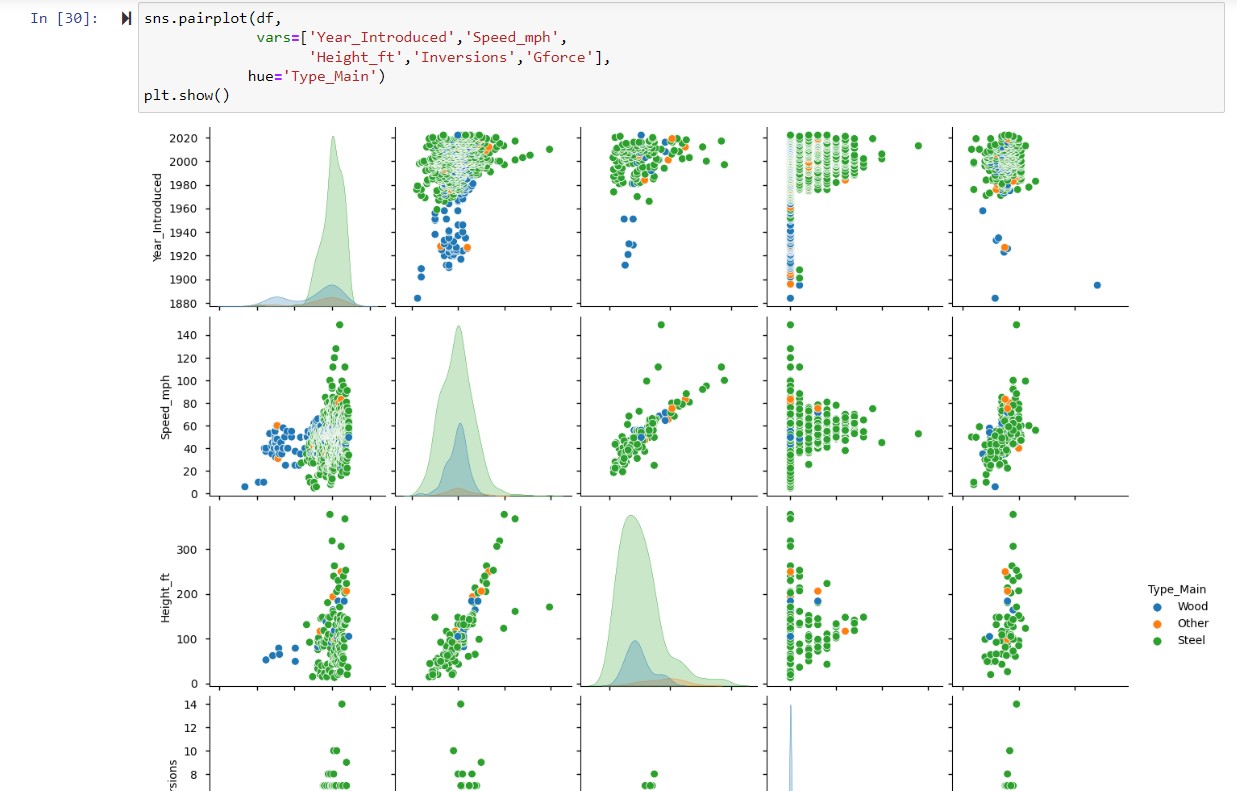 In [30]:
sns.pairplot(df,
vars=['Year_Introduced','Speed_mph',
'Height_ft','Inversions','Gforce'],
hue='Type_Main')
plt.show()
Year_Introduced
2020
2000
1980
1960
1940
1920
1900
1880
Speed_mph
140
120
100
80
60
40
20
0
Height_ft
300
200
100
0
Type_Main
Wood
Other
Steel
14
12
10
8
rsions